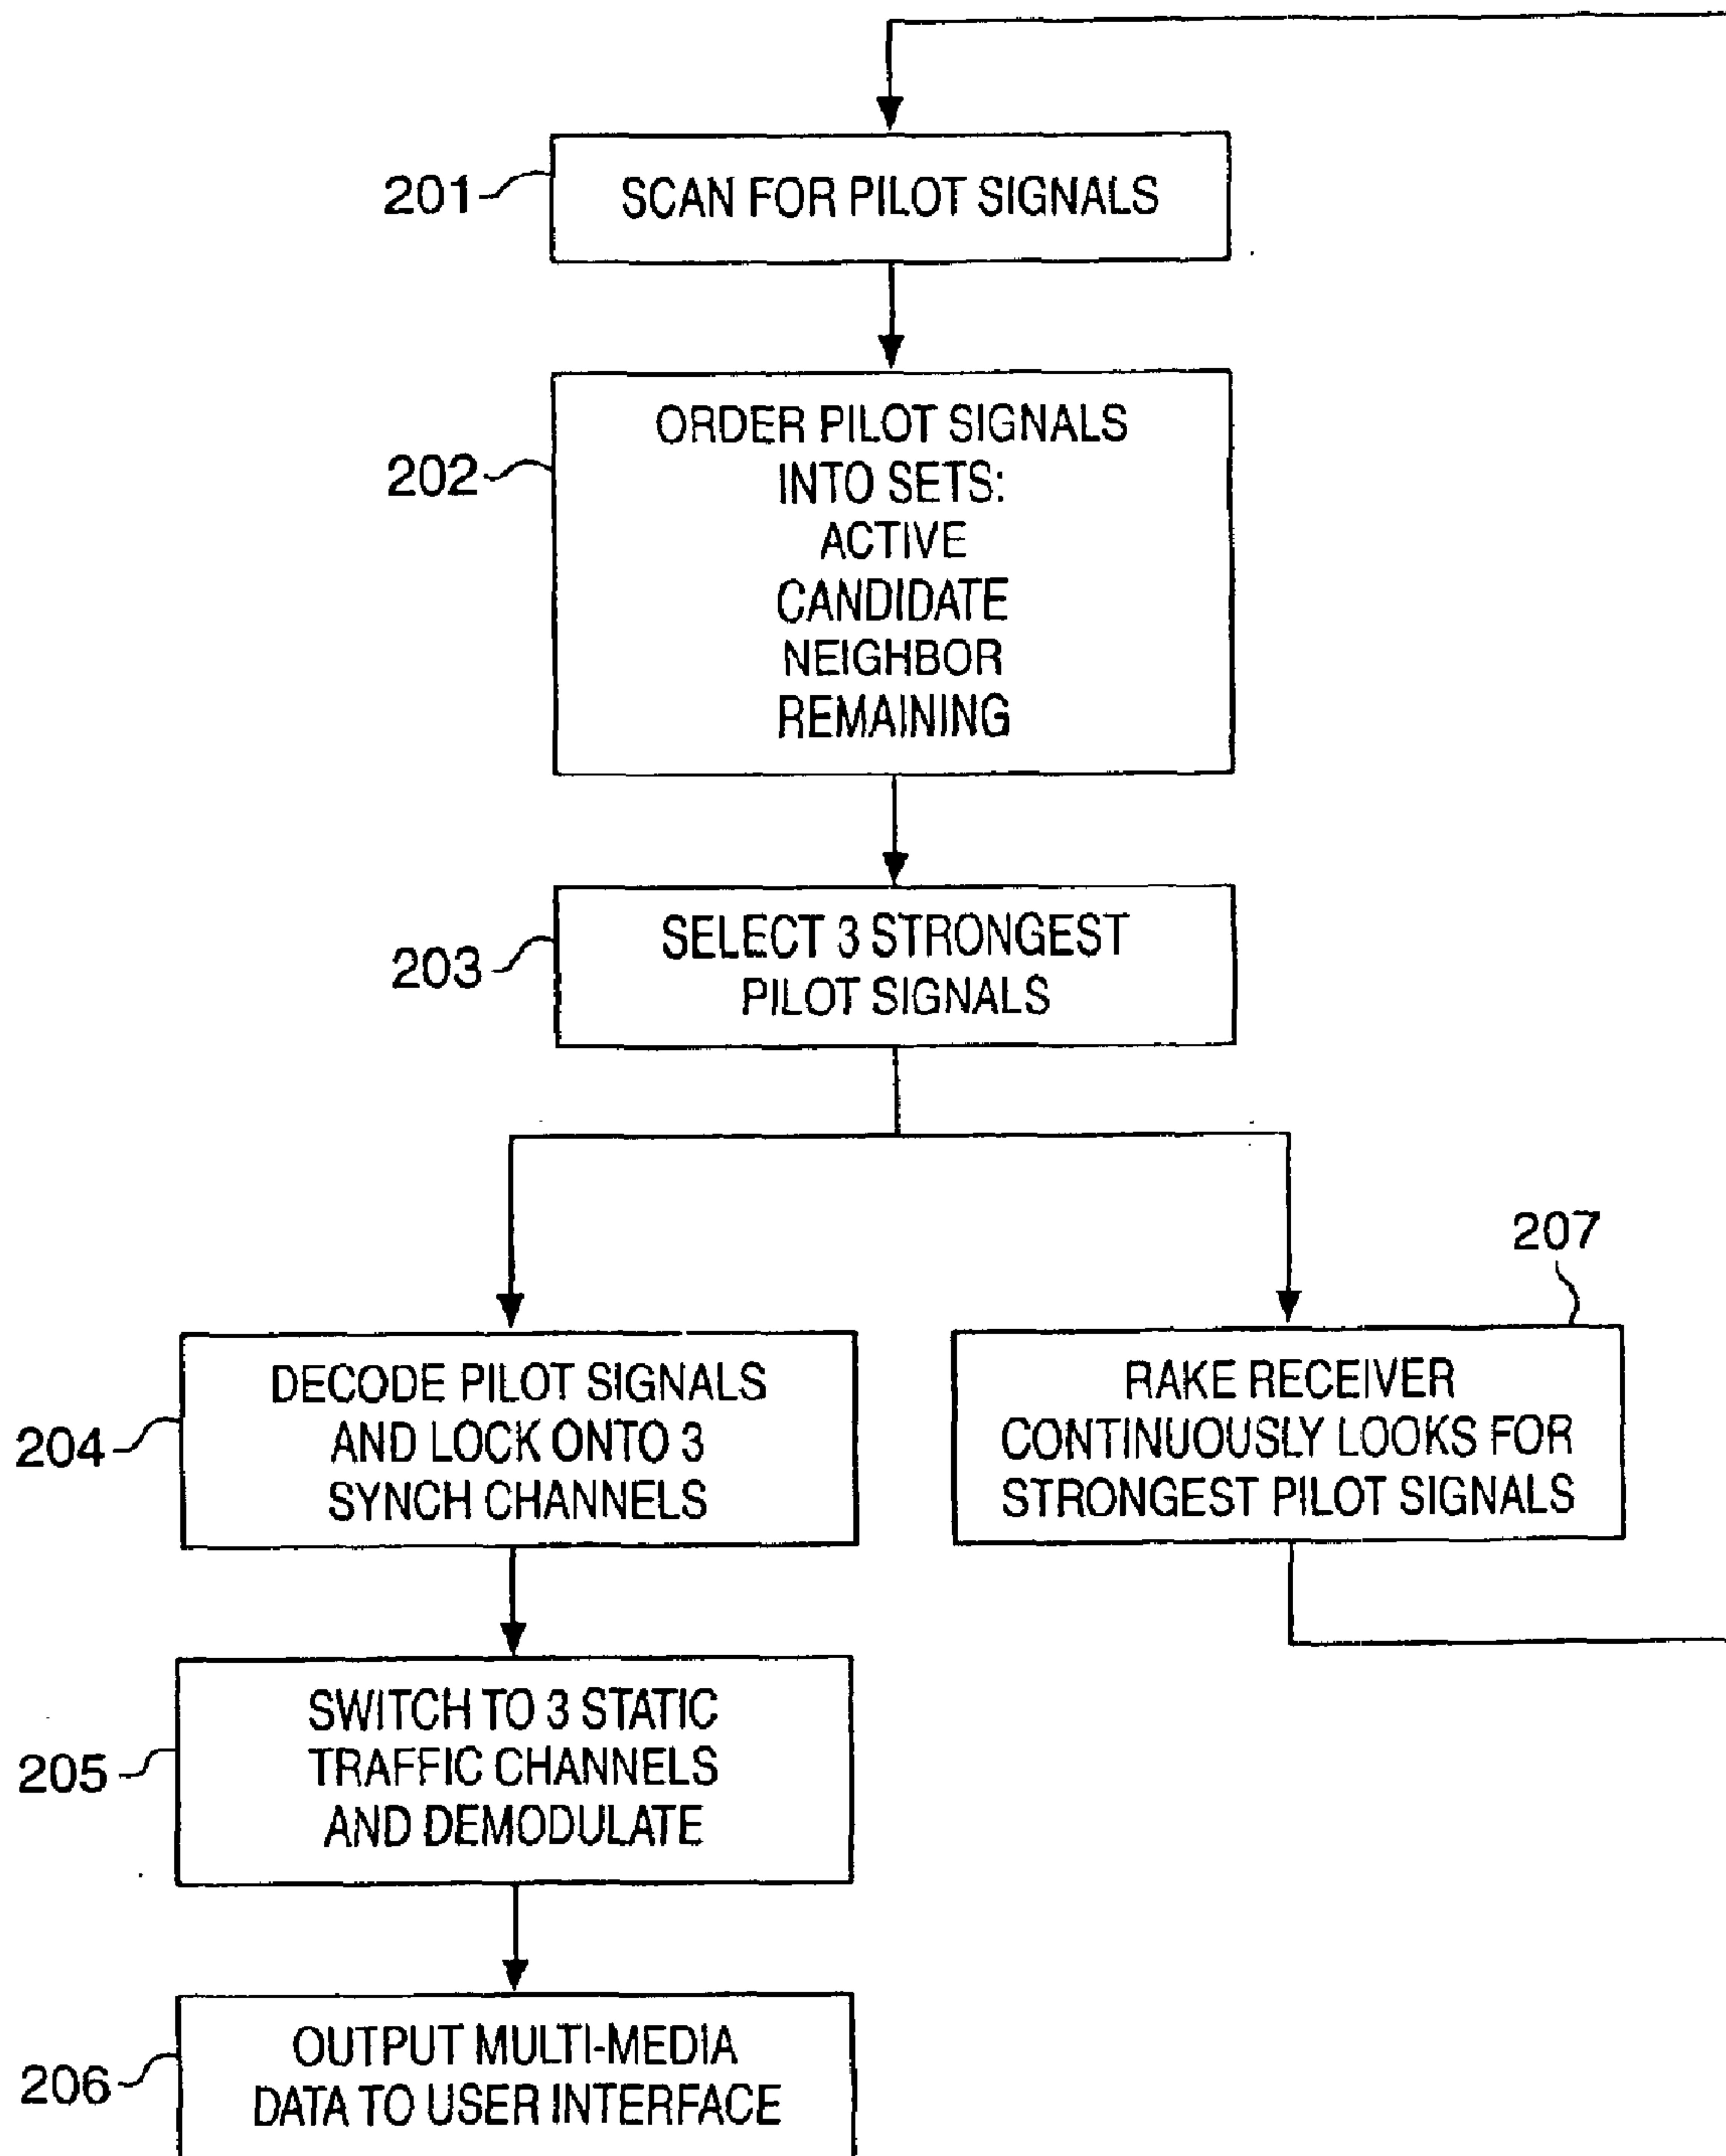 201
SCAN FOR PILOT SIGNALS
202
ORDER PILOT SIGNALS
INTO SETS:
ACTIVE
CANDIDATE
NEIGHBOR
REMAINING
203
SELECT 3 STRONGEST
PILOT SIGNALS
204
DECODE PILOT SIGNALS
AND LOCK ONTO 3
SYNCH CHANNELS
207
RAKE RECEIVER
CONTINUOUSLY LOOKS FOR
STRONGEST PILOT SIGNALS
205
SWITCH TO 3 STATIC
TRAFFIC CHANNELS
AND DEMODULATE
206
OUTPUT MULTI-MEDIA
DATA TO USER INTERFACE